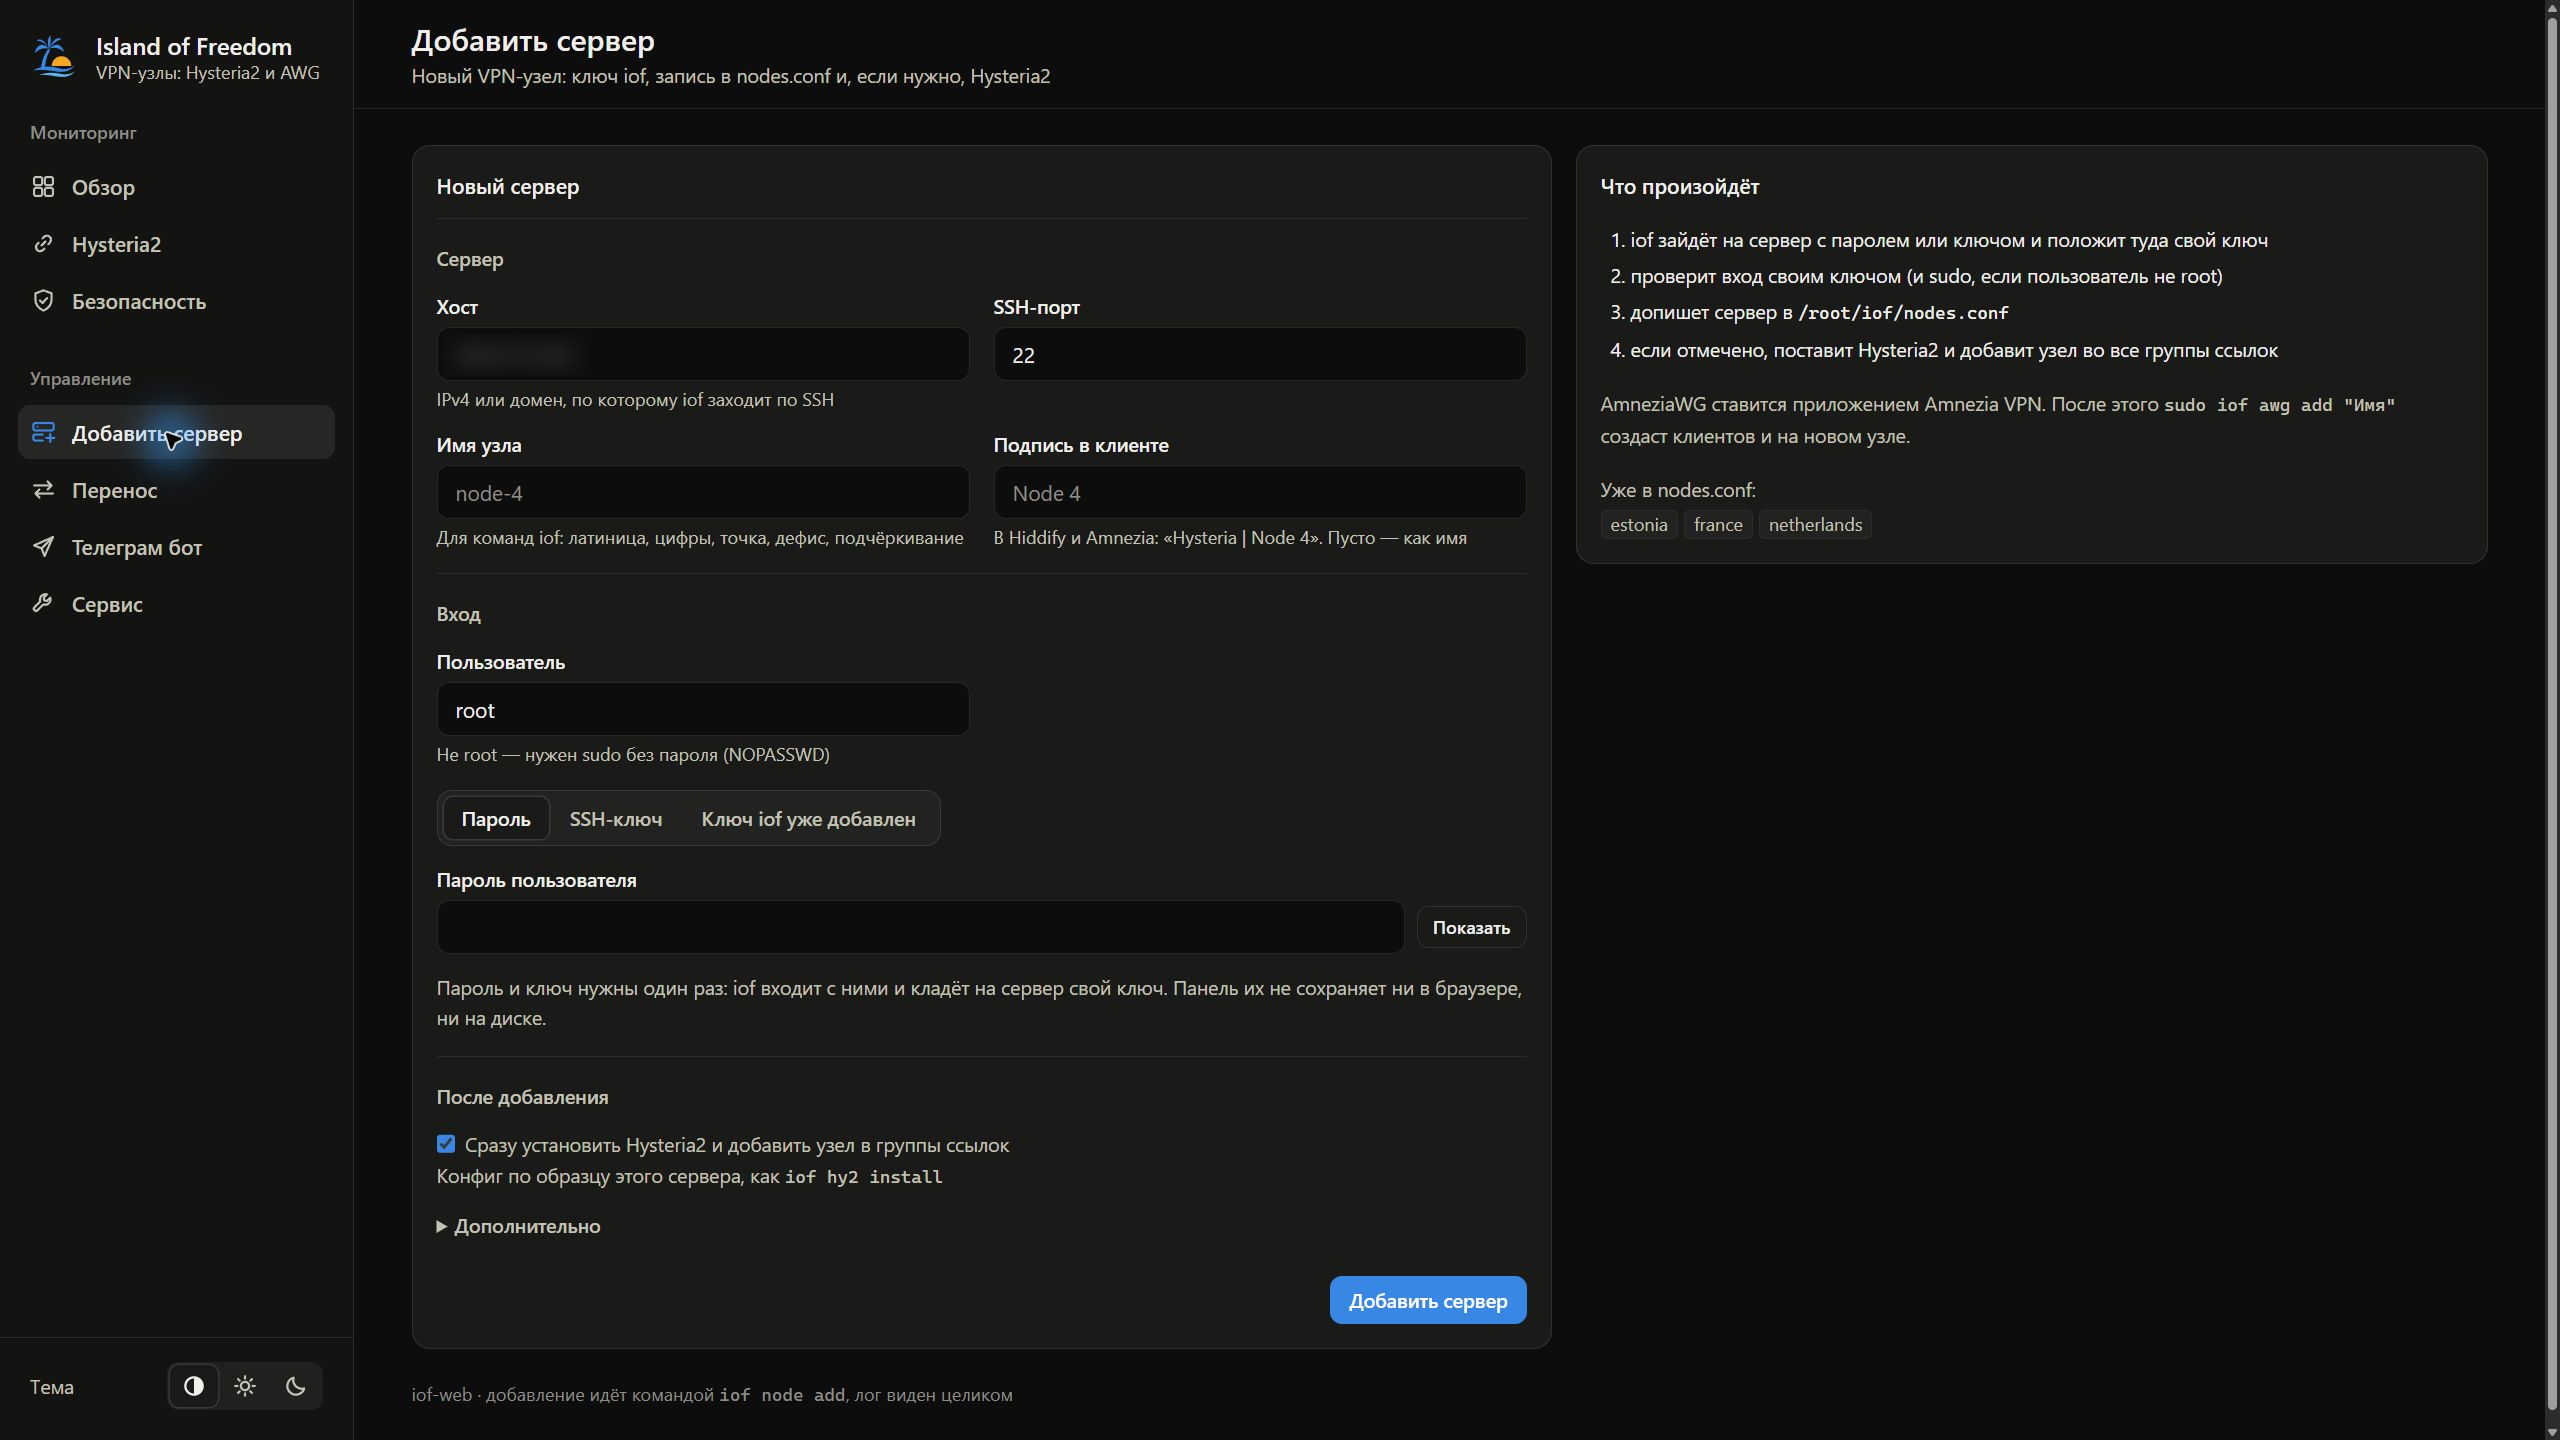 Island of Freedom
VPN-узлы: Hysteria2 и AWG
Мониторинг
Обзор
Hysteria2
Безопасность
Управление
Добавить сервер
Перенос
Телеграм бот
Сервис
Тема
Добавить сервер
Новый VPN-узел: ключ iof, запись в nodes.conf и, если нужно, Hysteria2
Новый сервер
Сервер
Хост
SSH-порт
22
IPv4 или домен, по которому iof заходит по SSH
Имя узла
Подпись в клиенте
node-4
Node 4
Для команд iof: латиница, цифры, точка, дефис, подчёркивание
В Hiddify и Amnezia: «Hysteria | Node 4». Пусто — как имя
Вход
Пользователь
root
Не root — нужен sudo без пароля (NOPASSWD)
Пароль SSH-ключ Ключ iof уже добавлен
Пароль пользователя
Показать
Пароль и ключ нужны один раз: iof входит с ними и кладёт на сервер свой ключ. Панель их не сохраняет ни в браузере,
ни на диске.
После добавления
Сразу установить Hysteria2 и добавить узел в группы ссылок
Конфиг по образцу этого сервера, как iof hy2 install
Дополнительно
Добавить сервер
iof-web · добавление идёт командой iof node add, лог виден целиком
Что произойдёт
1. iof зайдёт на сервер с паролем или ключом и положит туда свой ключ
2. проверит вход своим ключом (и sudo, если пользователь не root)
3. допишет сервер в /root/iof/nodes.conf
4. если отмечено, поставит Hysteria2 и добавит узел во все группы ссылок
AmneziaWG ставится приложением Amnezia VPN. После этого sudo iof awg add "Имя"
создаст клиентов и на новом узле.
Уже в nodes.conf:
estonia france netherlands